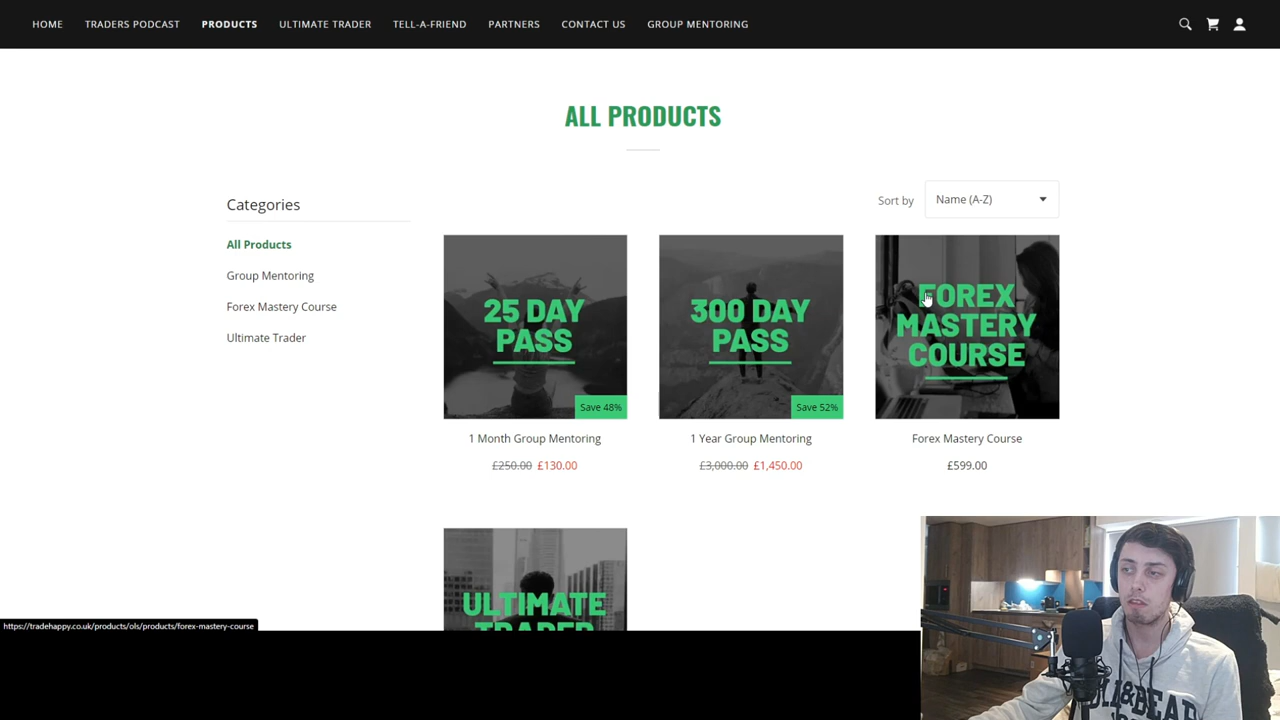 HOME TRADERS PODCAST PRODUCTS ULTIMATE TRADER TELL-A-FRIEND PARTNERS CONTACT US GROUP MENTORING
ALL PRODUCTS
Categories
Sort by Name (A-Z)
All Products
Group Mentoring
Forex Mastery Course
Ultimate Trader
25 DAY
PASS
Save 48%
1 Month Group Mentoring
£250.00 £130.00
300 DAY
PASS
Save 52%
1 Year Group Mentoring
£3,000.00 £1,450.00
FOREX
MASTERY
COURSE
Forex Mastery Course
£599.00
ULTIMATE
TRADER
https://tradehappy.co.uk/products/ols/products/forex-mastery-course